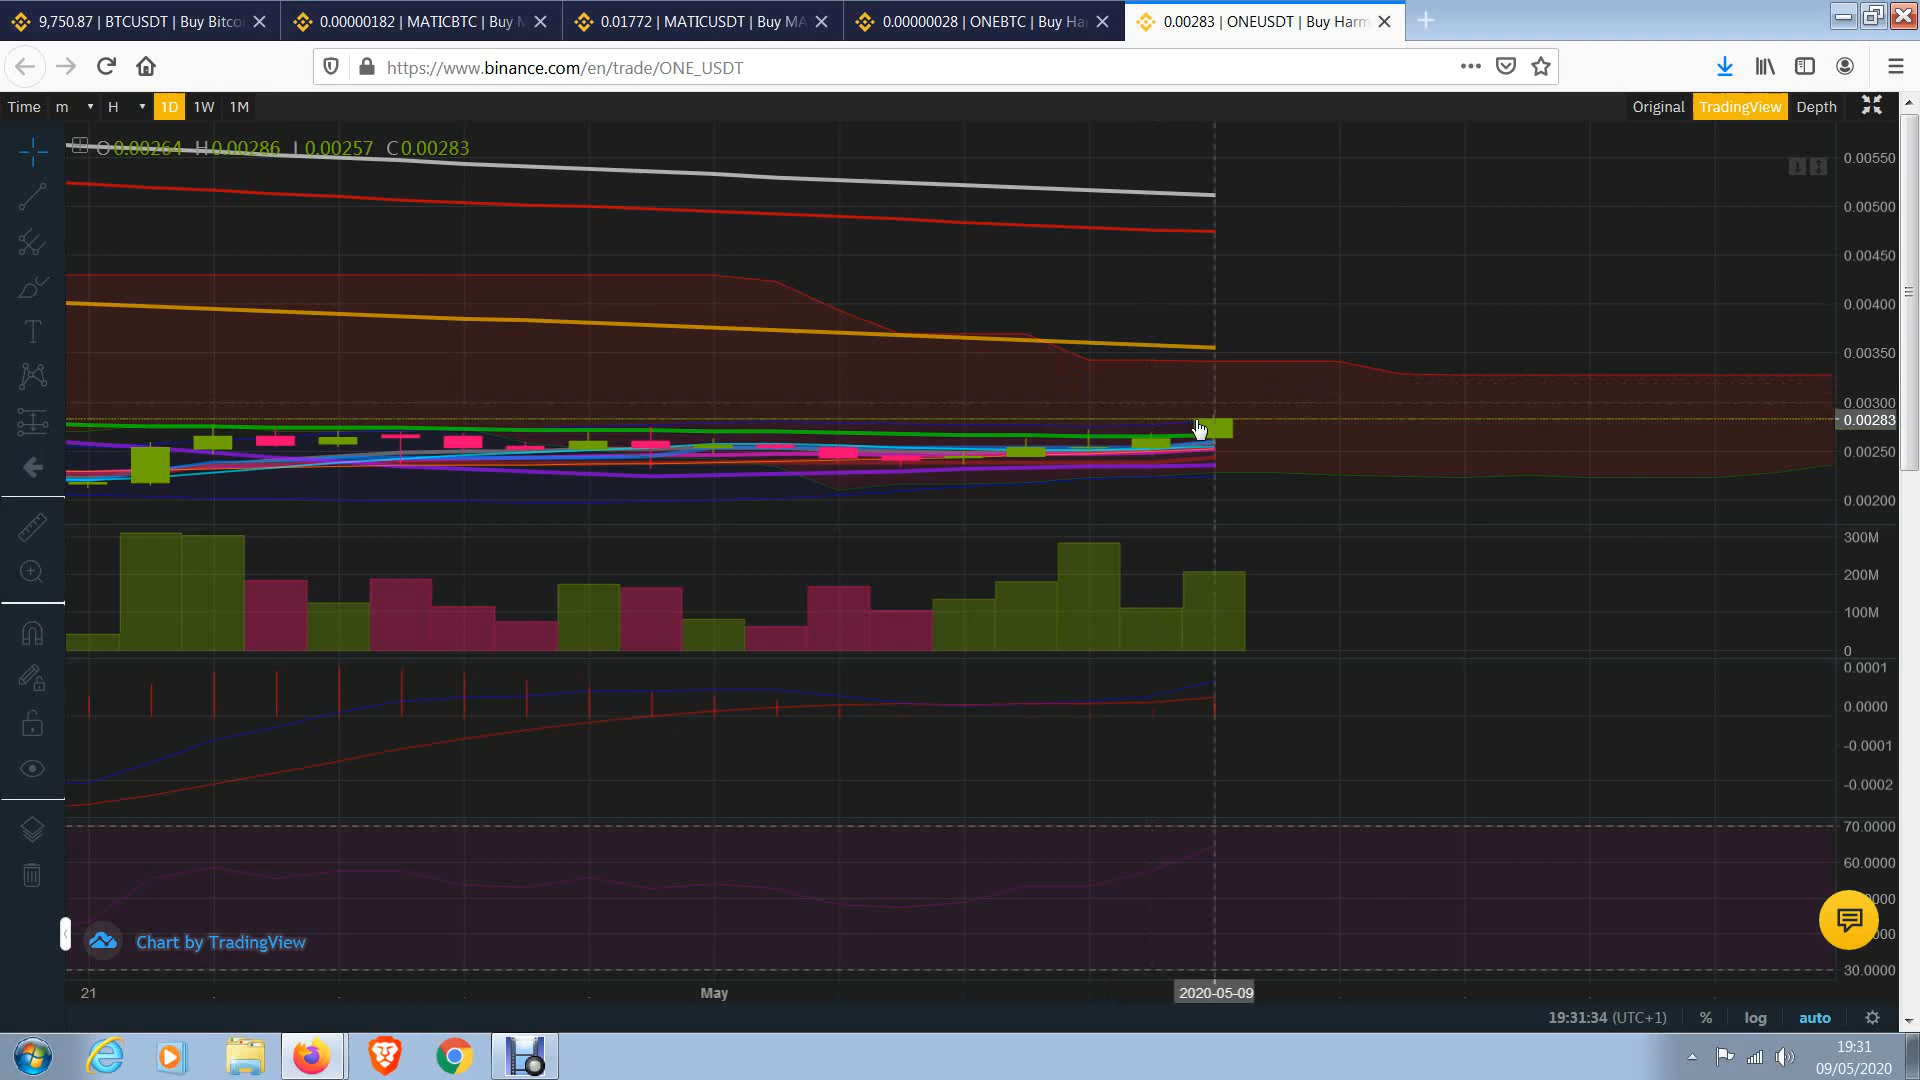 9,750.87 | BTCUSDT | Buy Bitco
0.00000182 | MATICBTC | Buy M
0.01772 | MATICUSDT | Buy MA
0.00000028 | ONEBTC | Buy Ha
0.00283 | ONEUSDT | Buy Harm
https://www.binance.com/en/trade/ONE_USDT
Time m H 1D 1W 1M
Original TradingView Depth
O0.00264 H0.00286 L0.00257 C0.00283
0.00550
0.00500
0.00450
0.00400
0.00350
0.00300
0.00283
0.00250
0.00200
300M
200M
100M
0
0.0001
0.0000
-0.0001
-0.0002
70.0000
60.0000
30.0000
Chart by TradingView
21 May 2020-05-09
19:31:34 (UTC+1) % log auto
19:31
09/05/2020